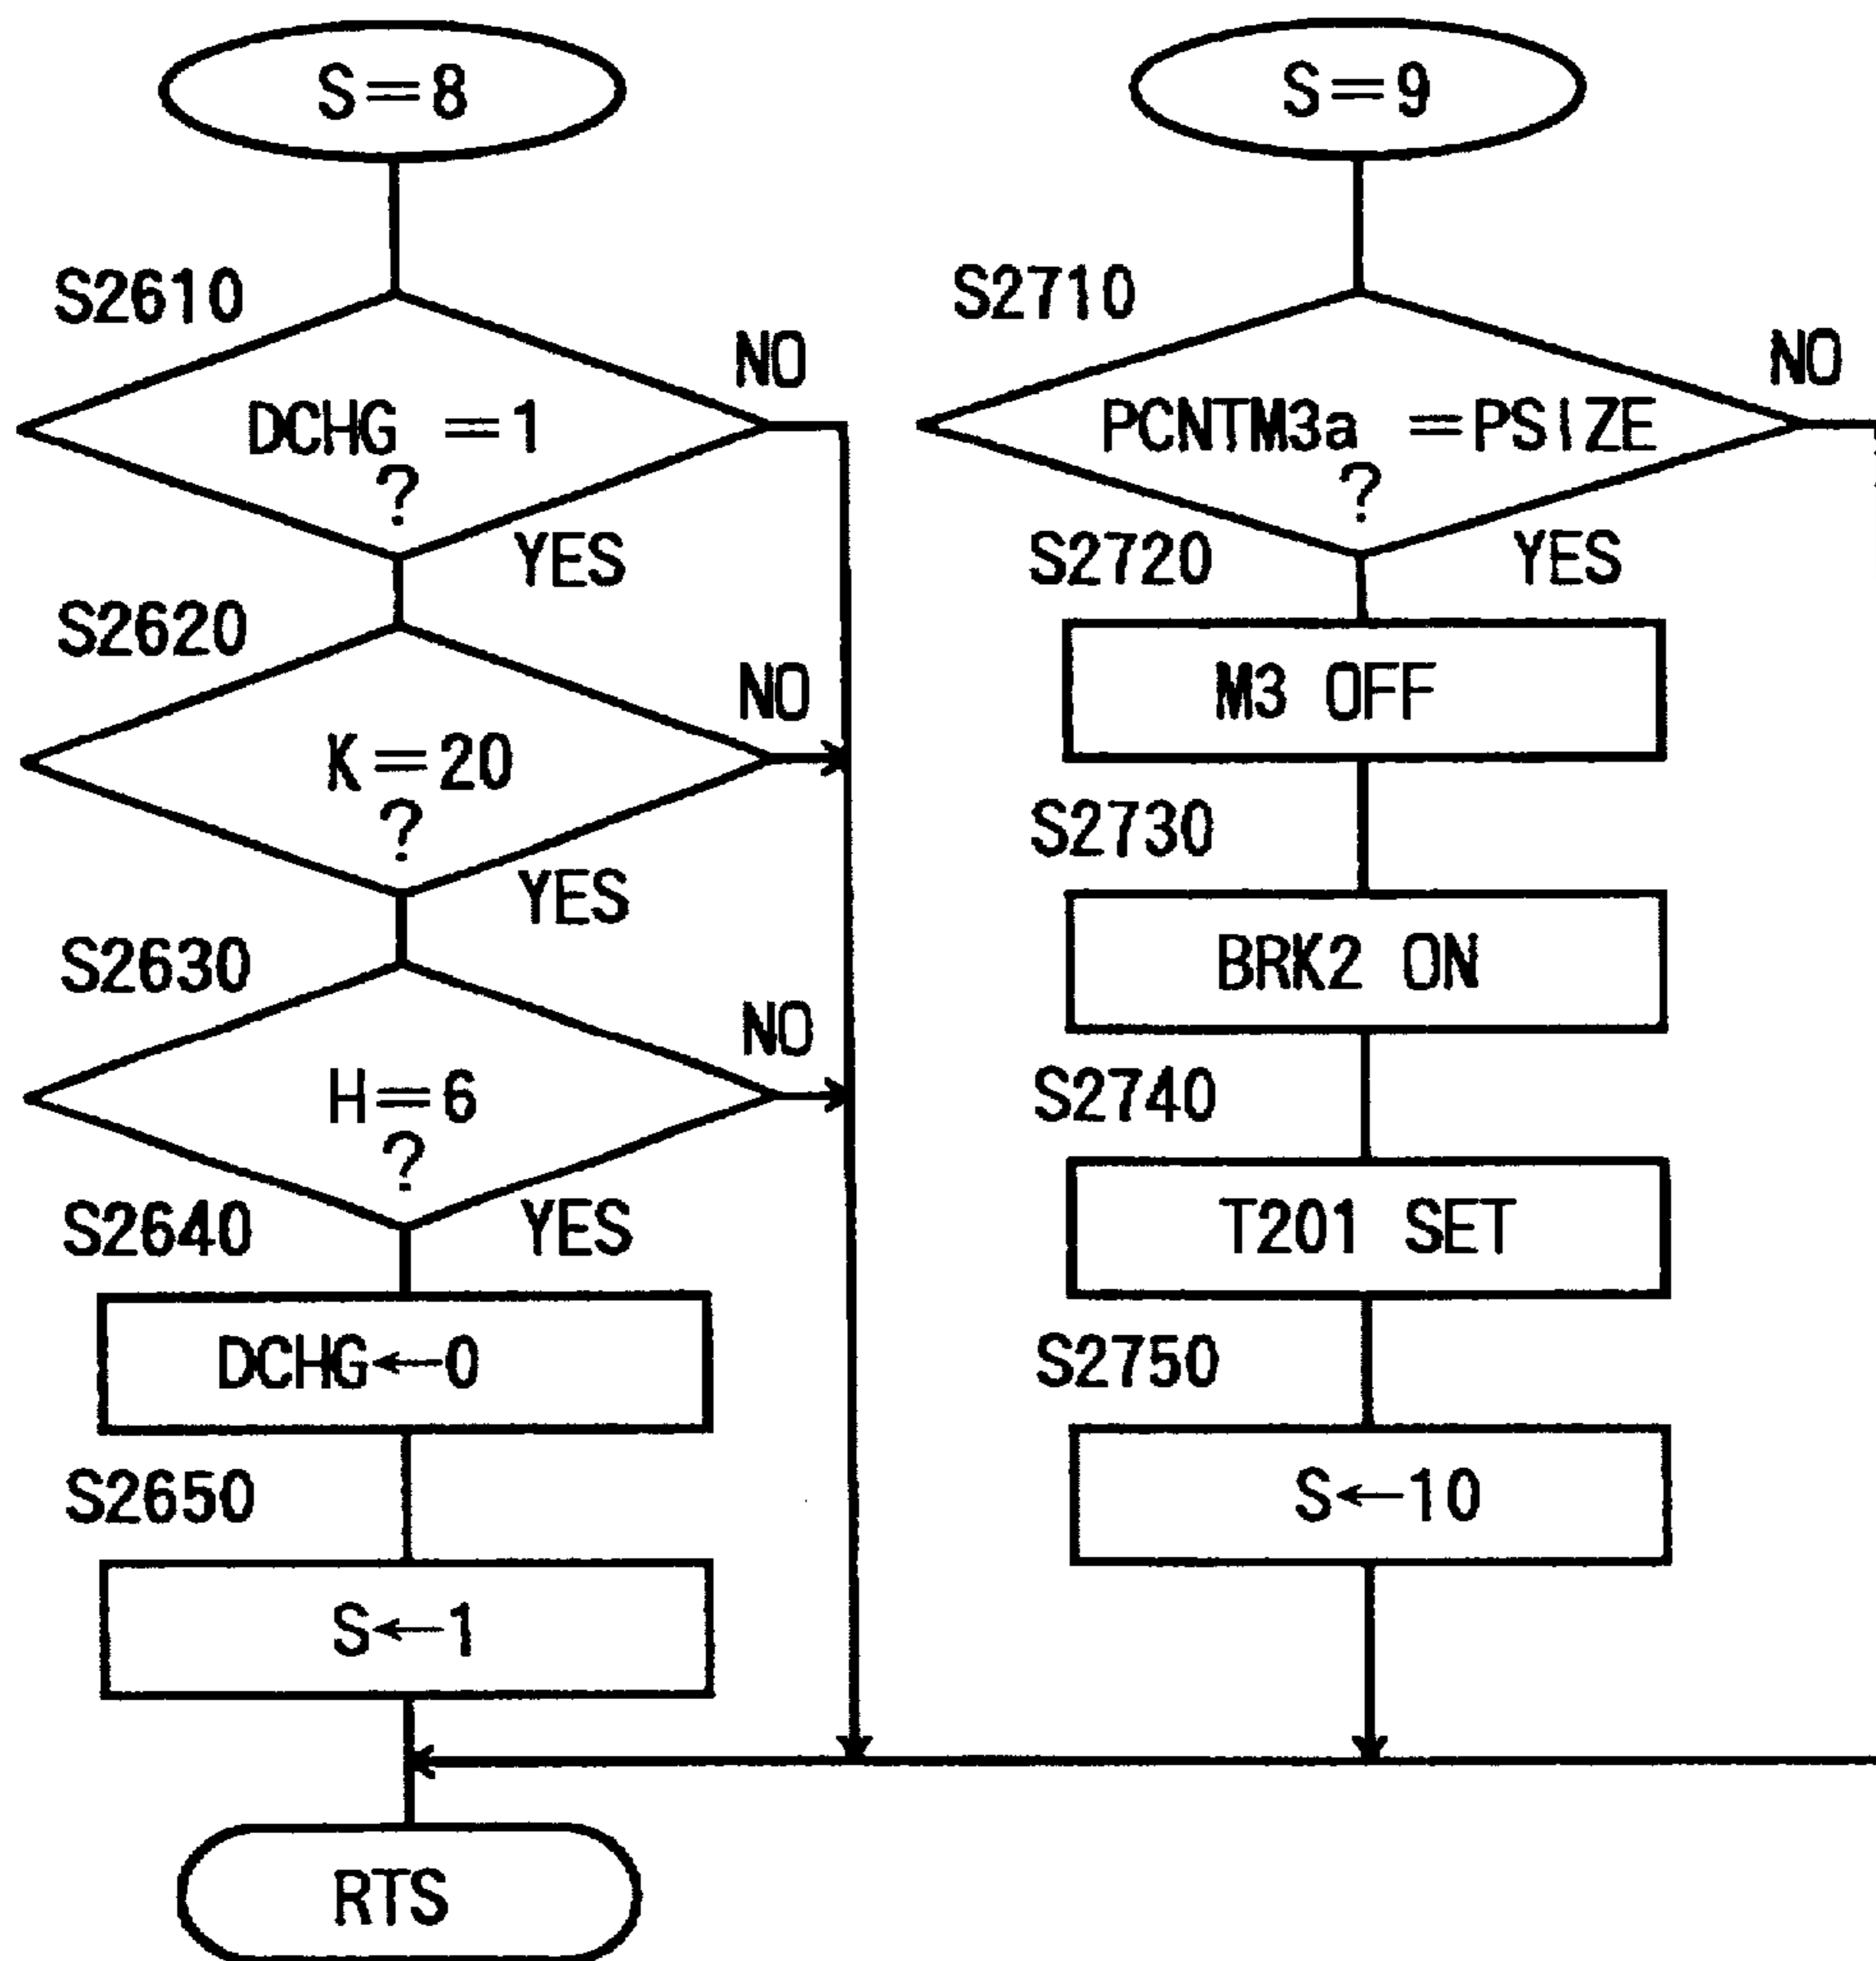 S=8
S2610
NO
DCHG =1
?
YES
S2620
NO
K=20
?
YES
S2630
NO
H=6
?
YES
S2640
DCHG←0
S2650
S←1
RTS
S=9
S2710
NO
PCNTM3a =PSIZE
?
YES
S2720
M3 OFF
S2730
BRK2 ON
S2740
T201 SET
S2750
S←10